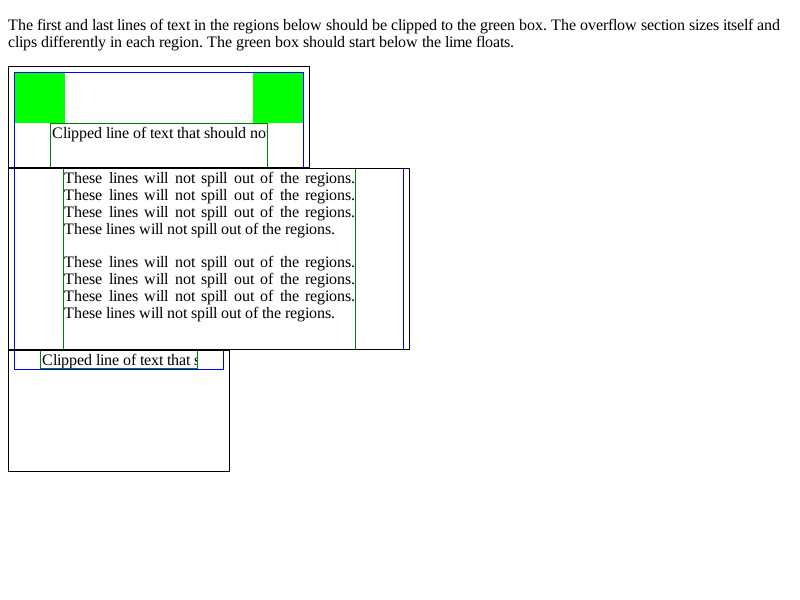 The first and last lines of text in the regions below should be clipped to the green box. The overflow section sizes itself and
clips differently in each region. The green box should start below the lime floats.
Clipped line of text that should no
These lines will not spill out of the regions.
These lines will not spill out of the regions.
These lines will not spill out of the regions.
These lines will not spill out of the regions.
These lines will not spill out of the regions.
These lines will not spill out of the regions.
These lines will not spill out of the regions.
These lines will not spill out of the regions.
Clipped line of text that s